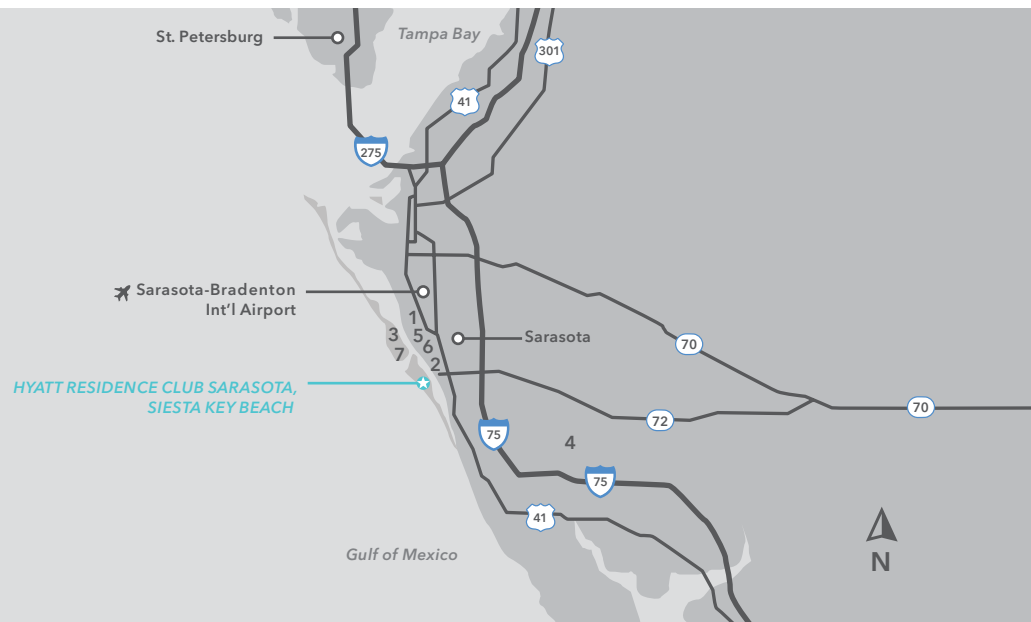 St. Petersburg
Tampa Bay
301
41
275
Sarasota-Bradenton
Int'l Airport
1
3
5
6
7
2
Sarasota
70
HYATT RESIDENCE CLUB SARASOTA,
SIESTA KEY BEACH
70
72
75
4
75
41
Gulf of Mexico
N